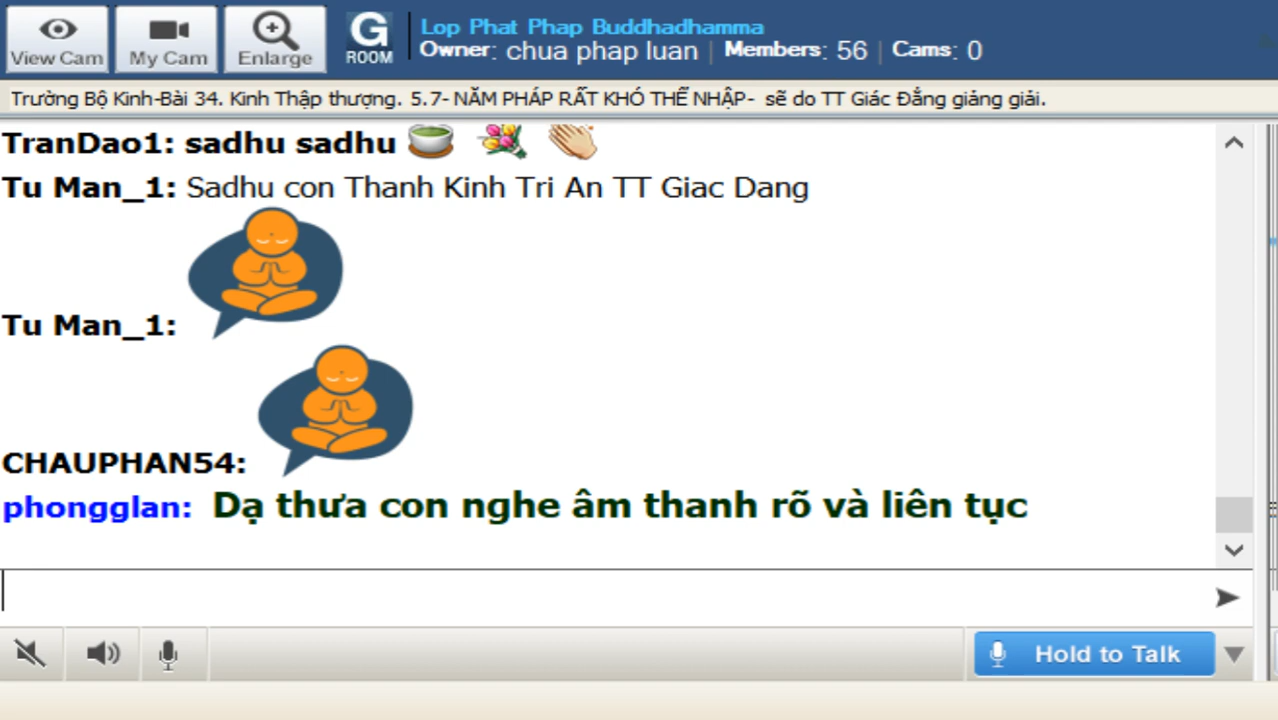 View Cam
My Cam
Enlarge
G
ROOM
Lop Phat Phap Buddhadhamma
Owner: chua phap luan | Members: 56 | Cams: 0
Trường Bộ Kinh-Bài 34. Kinh Thập thượng. 5.7- NĂM PHÁP RẤT KHÓ THỂ NHẬP- sẽ do TT Giác Đẳng giảng giải.
TranDao1: sadhu sadhu
Tu Man_1: Sadhu con Thanh Kinh Tri An TT Giac Dang
Tu Man_1:
CHAUPHAN54:
phongglan: Dạ thưa con nghe âm thanh rõ và liên tục
Hold to Talk